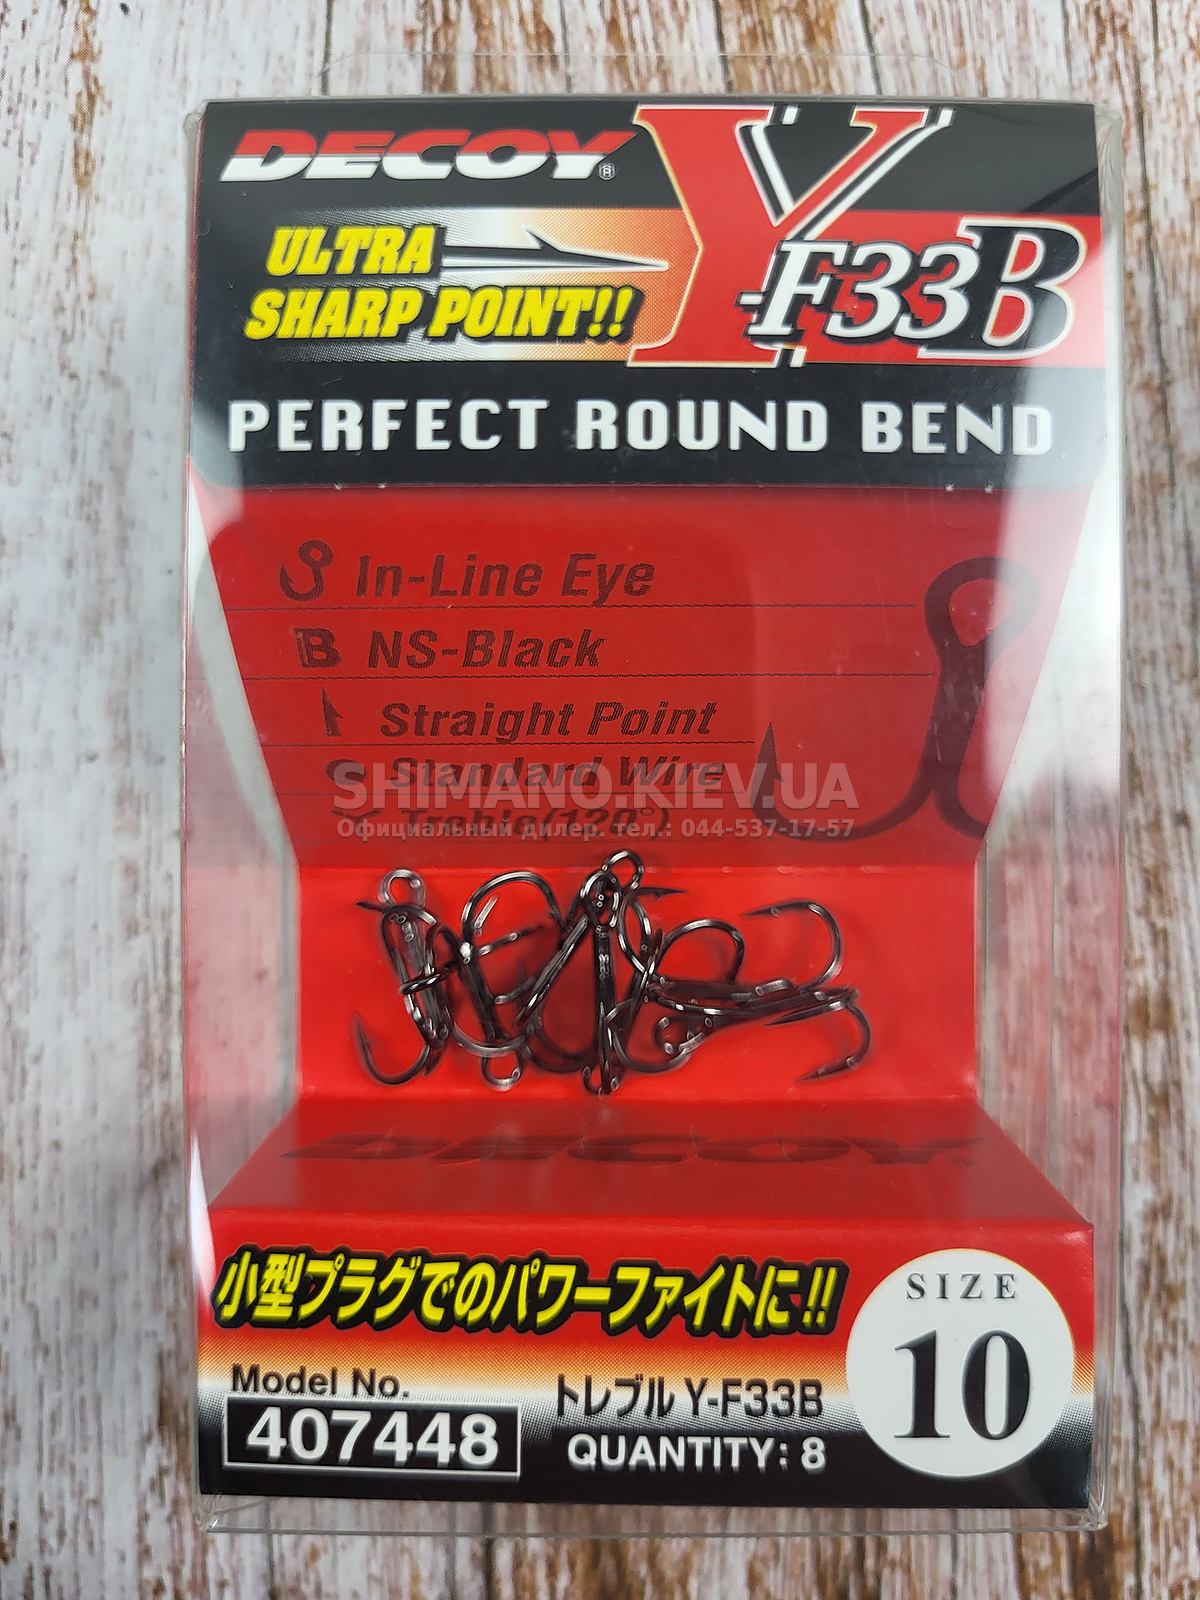 DECOY®
Y-F33B
ULTRA
SHARP POINT!!
PERFECT ROUND BEND
In-Line Eye
B NS-Black
Straight Point
Standard Wire
Treble(120°)
SHIMANO.KIEV.UA
Официальный дилер. тел.: 044-537-17-57
DECOY
小型プラグでのパワーファイトに!!
SIZE
10
Model No.
407448
トレブル Y-F33B
QUANTITY: 8